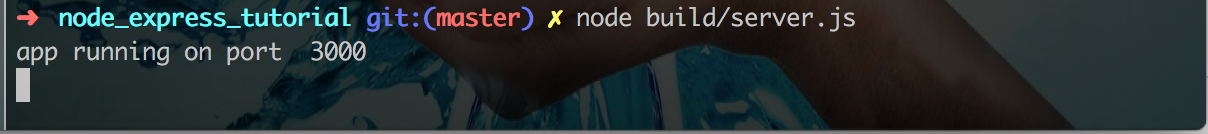 ➜ node_express_tutorial git:(master) ✗ node build/server.js
app running on port  3000